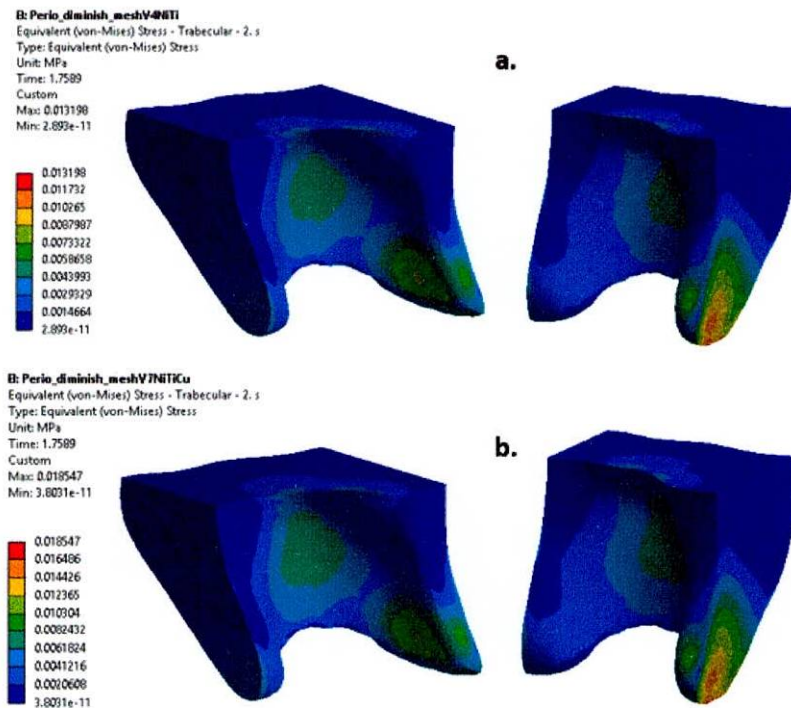 B: Perio_diminish_meshV4NiTi
Equivalent (von-Mises) Stress - Trabecular - 2. s
Type: Equivalent (von-Mises) Stress
Unit: MPa
Time: 1.7589
Custom
Max: 0.013198
Min: 2.893e-11
a.
0.013198
0.011732
0.010265
0.0087987
0.0073322
0.0058658
0.0043993
0.0029329
0.0014664
2.893e-11
B: Perio_diminish_meshV7NiTiCu
Equivalent (von-Mises) Stress - Trabecular - 2. s
Type: Equivalent (von-Mises) Stress
Unit: MPa
Time: 1.7589
Custom
Max: 0.018547
Min: 3.8031e-11
b.
0.018547
0.016486
0.014426
0.012365
0.010304
0.0082432
0.0061824
0.0041216
0.0020608
3.8031e-11